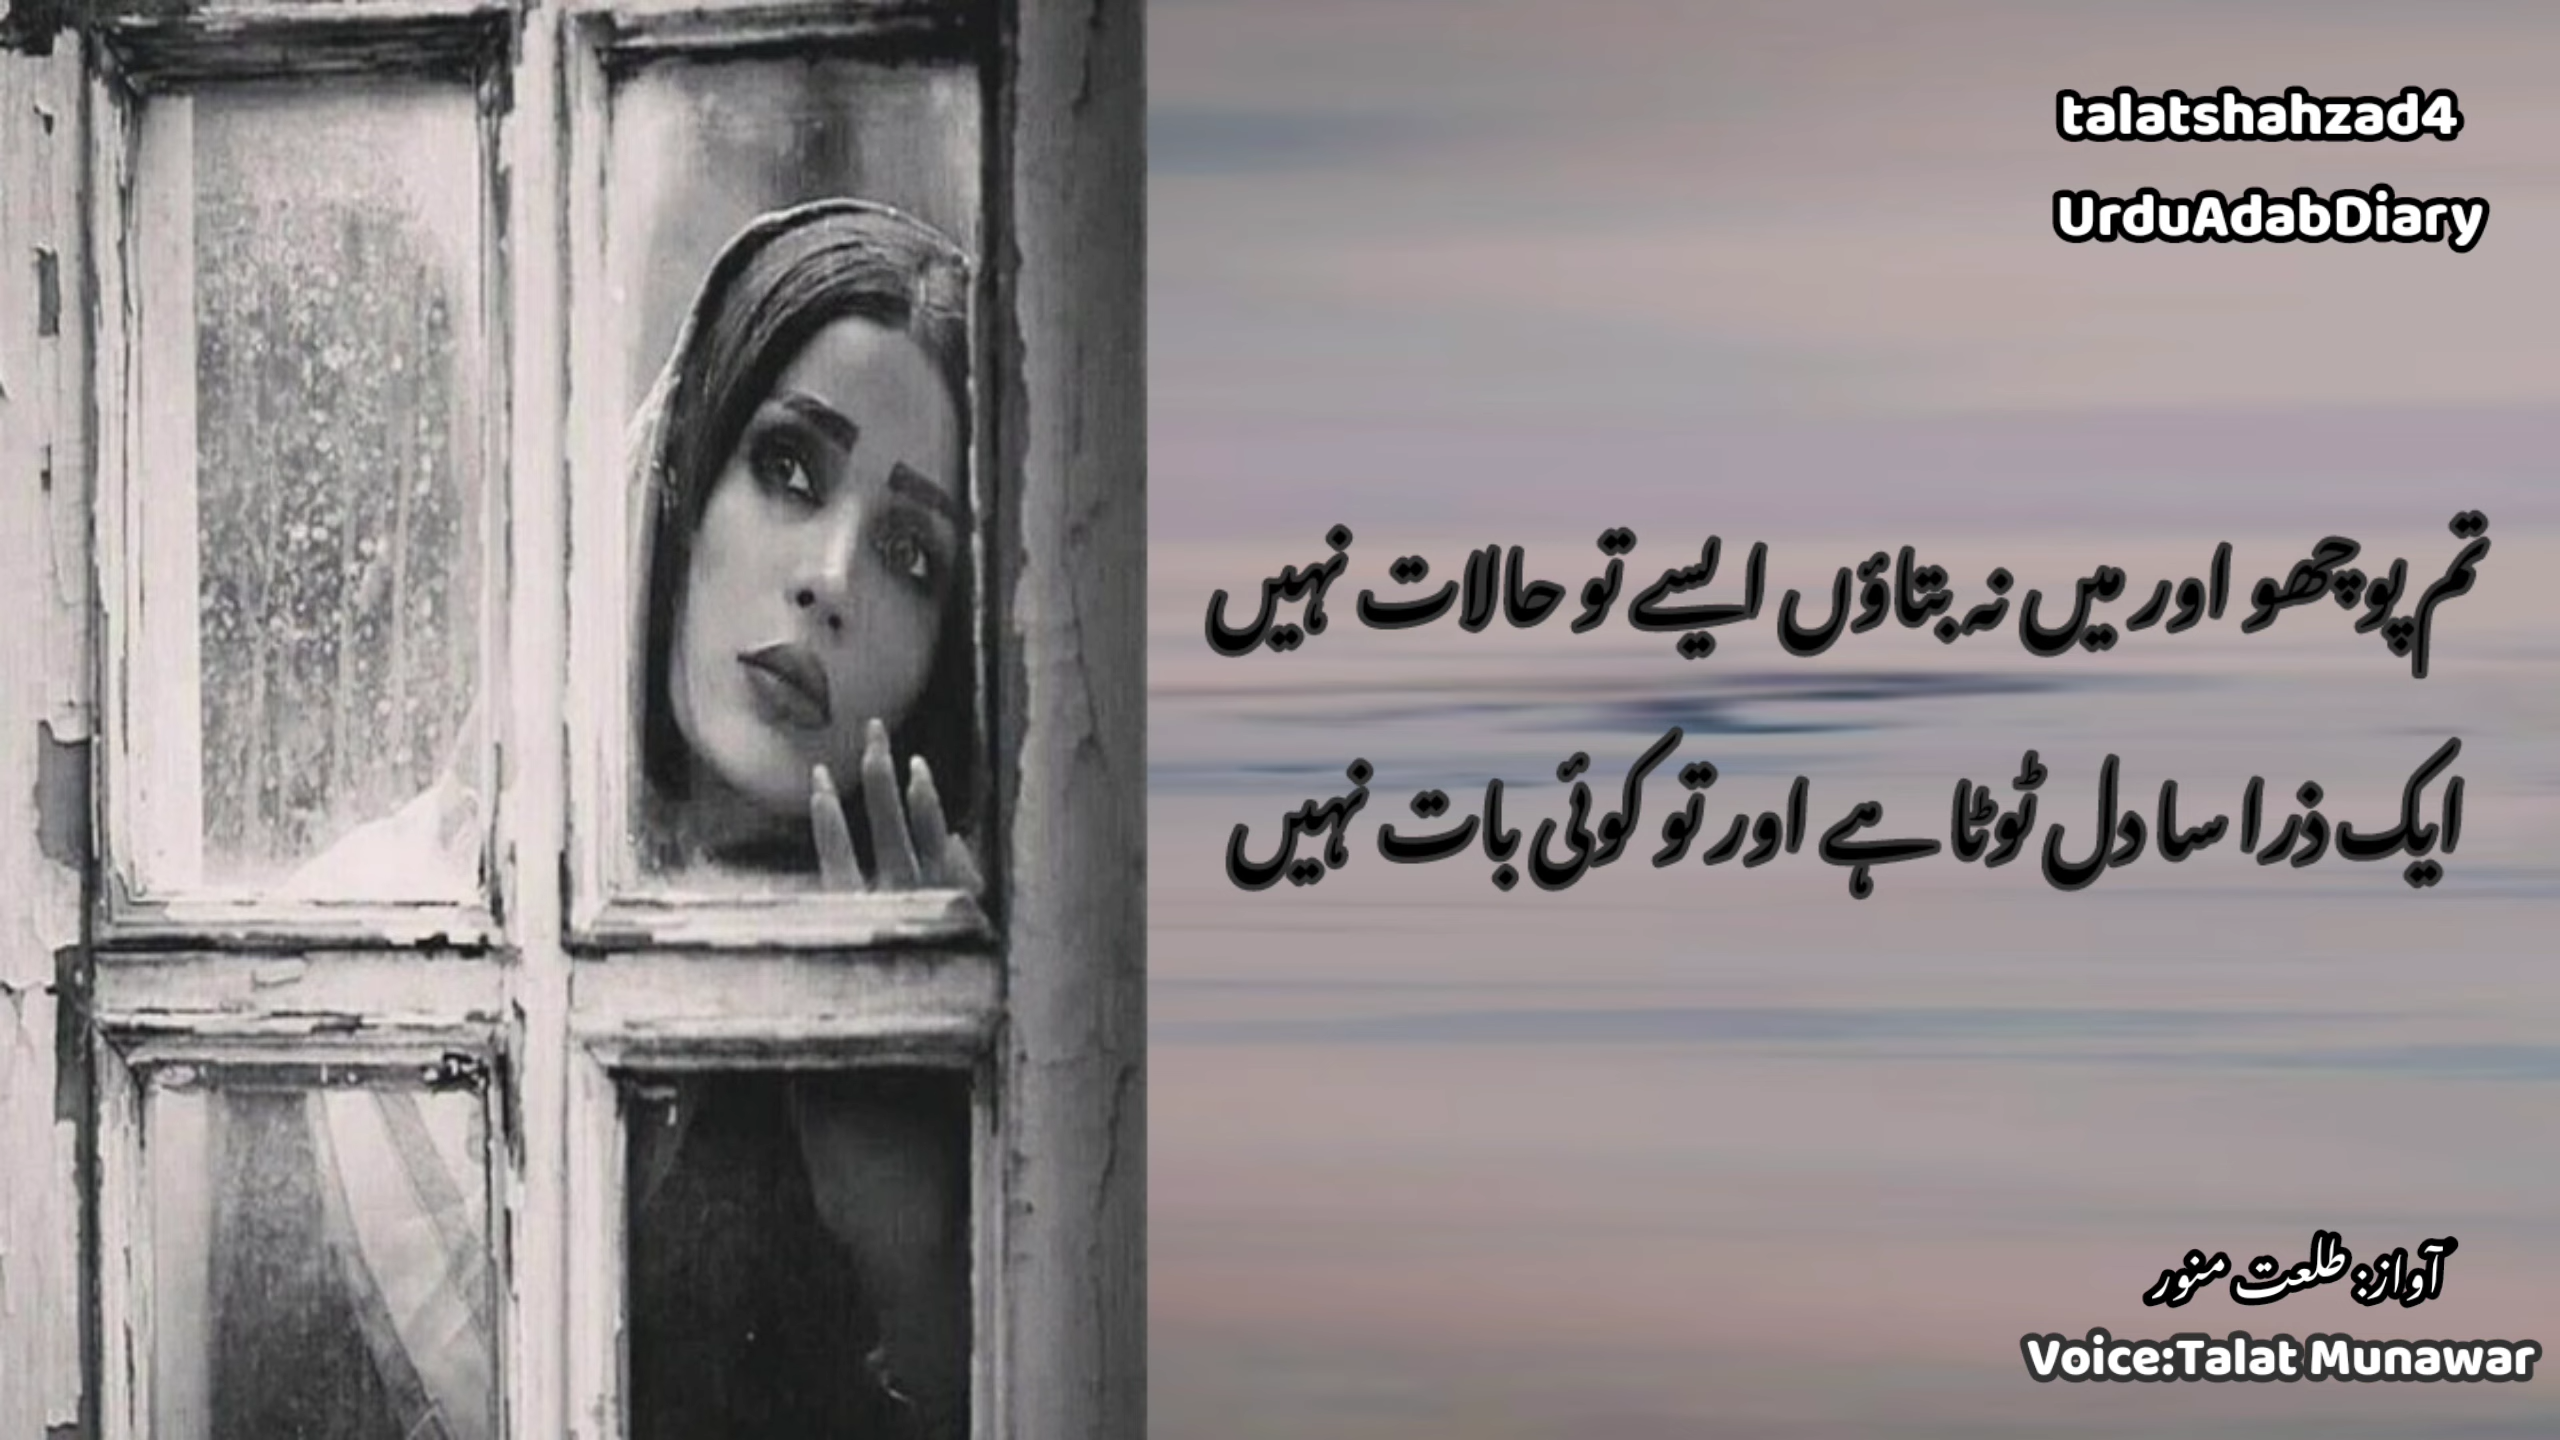 talatshahzad4
UrduAdabDiary
تم پوچھو اور میں نہ بتاؤں ایسے تو حالات نہیں
ایک ذرا سا دل ٹوٹا ہے اور تو کوئی بات نہیں
آواز: طلعت منور
Voice:Talat Munawar